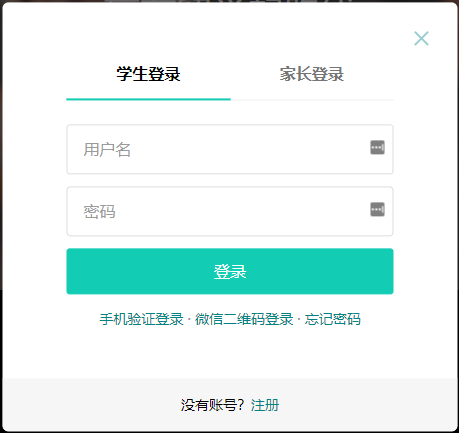 学生登录 家长登录
用户名
密码
登录
手机验证登录 · 微信二维码登录 · 忘记密码
没有账号？注册